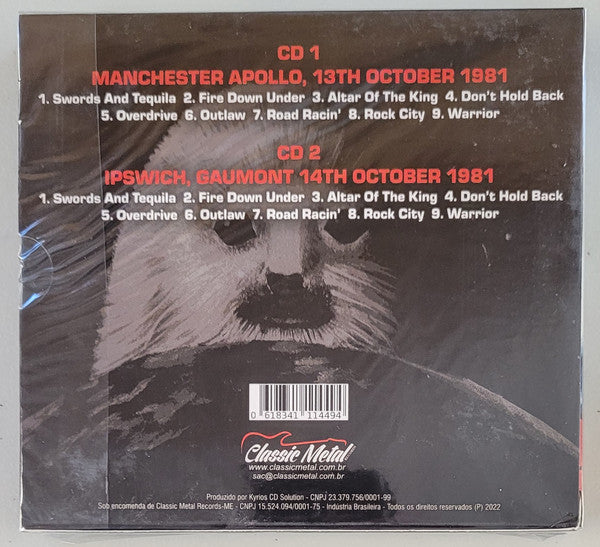 CD 1
MANCHESTER APOLLO, 13TH OCTOBER 1981
1. Swords And Tequila 2. Fire Down Under 3. Altar Of The King 4. Don't Hold Back
5. Overdrive 6. Outlaw 7. Road Racin' 8. Rock City 9. Warrior
CD 2
IPSWICH, GAUMONT 14TH OCTOBER 1981
1. Swords And Tequila 2. Fire Down Under 3. Altar Of The King 4. Don't Hold Back
5. Overdrive 6. Outlaw 7. Road Racin' 8. Rock City 9. Warrior
0 618341 114494
Classic Metal
www.classicmetal.com.br
sac@classicmetal.com.br
Produzido por Kyrios CD Solution - CNPJ 23.379.756/0001-99
Sob encomenda de Classic Metal Records-ME - CNPJ 15.524.094/0001-75 - Indústria Brasileira - Todos os direitos reservados (P) 2022